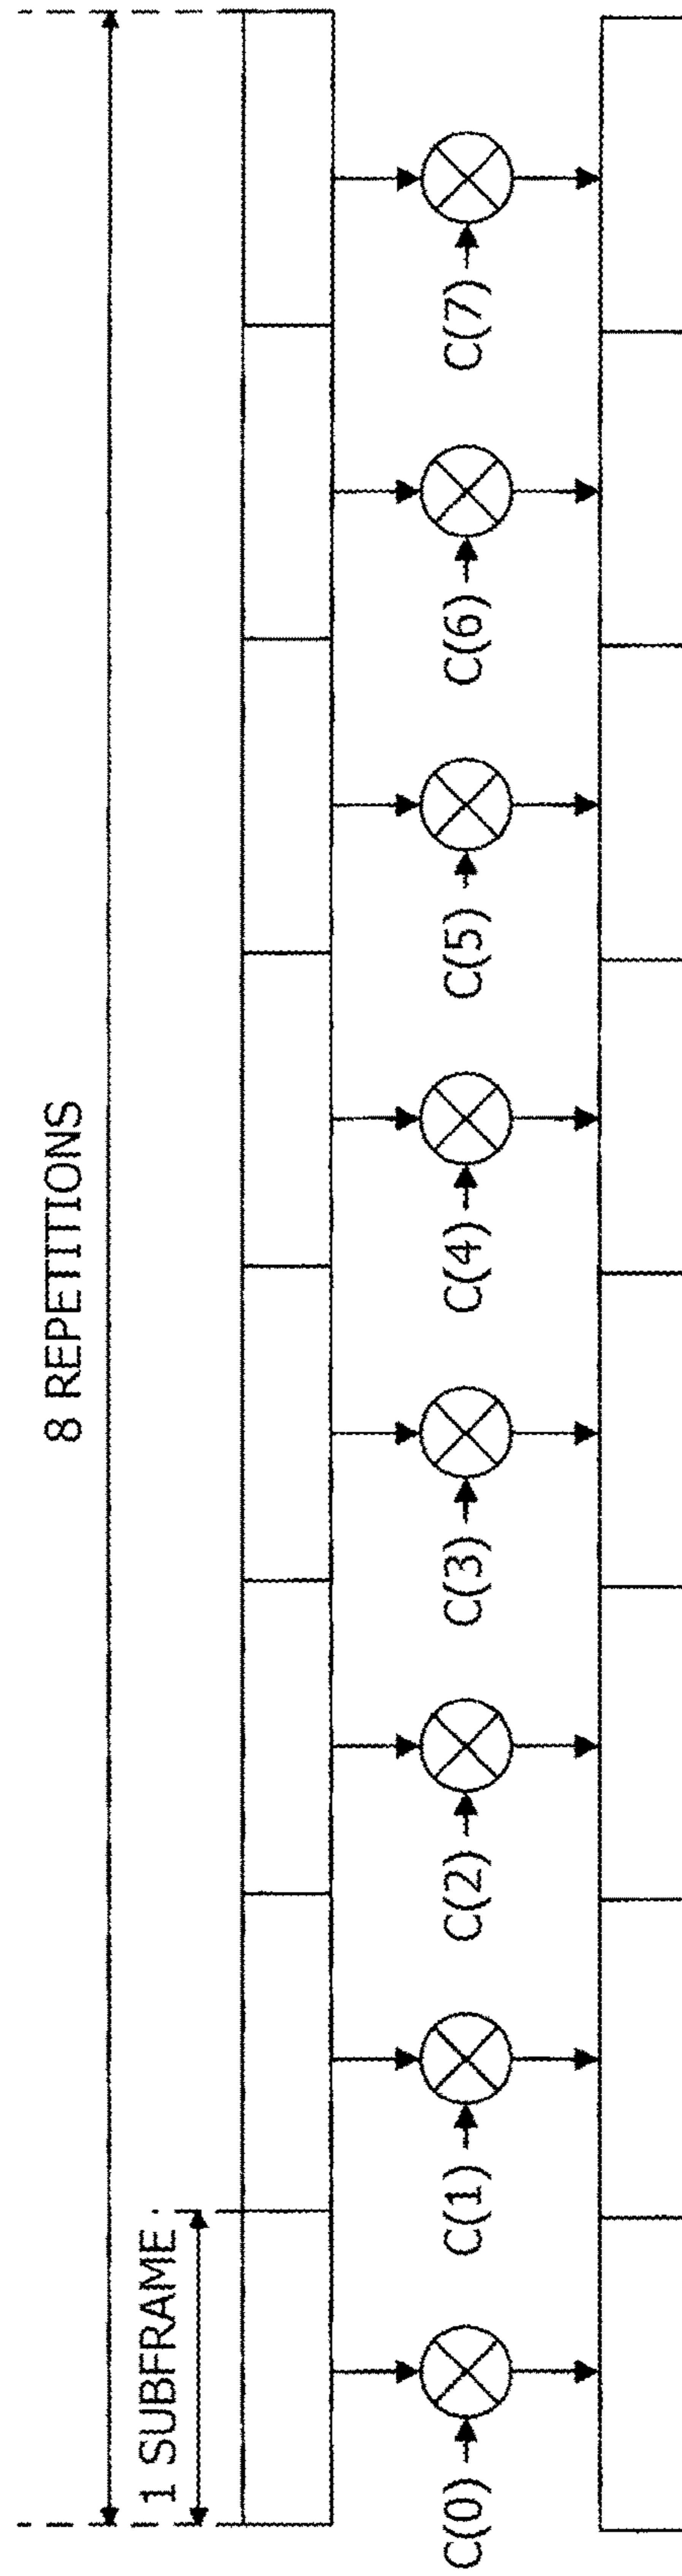 8 REPETITIONS
1 SUBFRAME
C(0)
C(1)
C(2)
C(3)
C(4)
C(5)
C(6)
C(7)